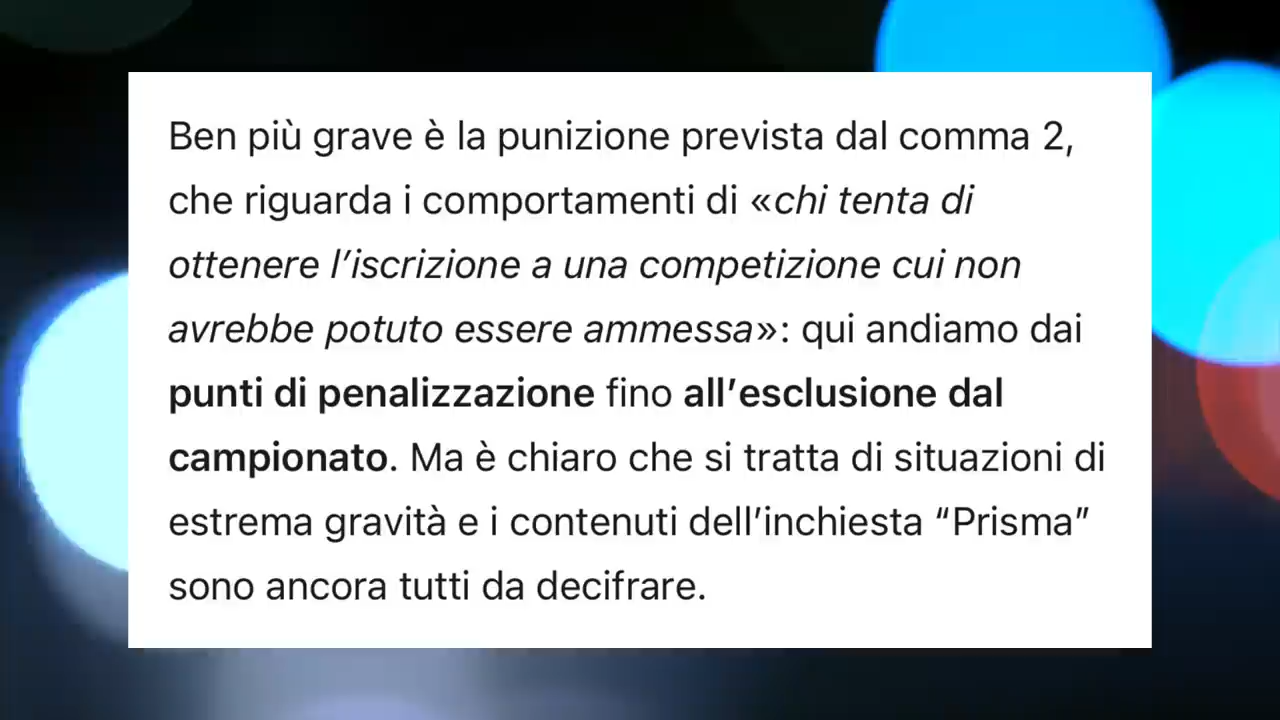 Ben più grave è la punizione prevista dal comma 2,
che riguarda i comportamenti di «chi tenta di
ottenere l’iscrizione a una competizione cui non
avrebbe potuto essere ammessa»: qui andiamo dai
punti di penalizzazione fino all’esclusione dal
campionato. Ma è chiaro che si tratta di situazioni di
estrema gravità e i contenuti dell’inchiesta “Prisma”
sono ancora tutti da decifrare.